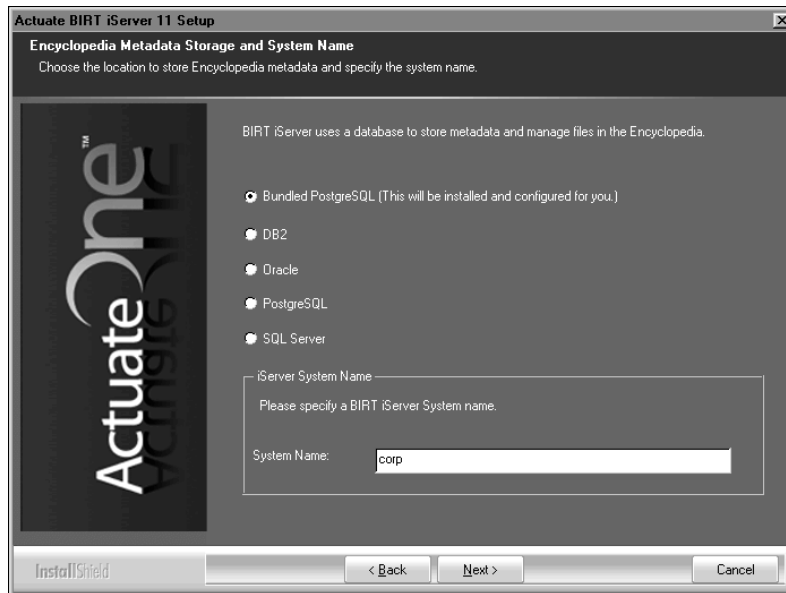 Actuate BIRT iServer 11 Setup
Encyclopedia Metadata Storage and System Name
Choose the location to store Encyclopedia metadata and specify the system name.
ActuateOne™
BIRT iServer uses a database to store metadata and manage files in the Encyclopedia.
Bundled PostgreSQL (This will be installed and configured for you.)
DB2
Oracle
PostgreSQL
SQL Server
iServer System Name
Please specify a BIRT iServer System name.
System Name: corp
InstallShield
< Back Next > Cancel